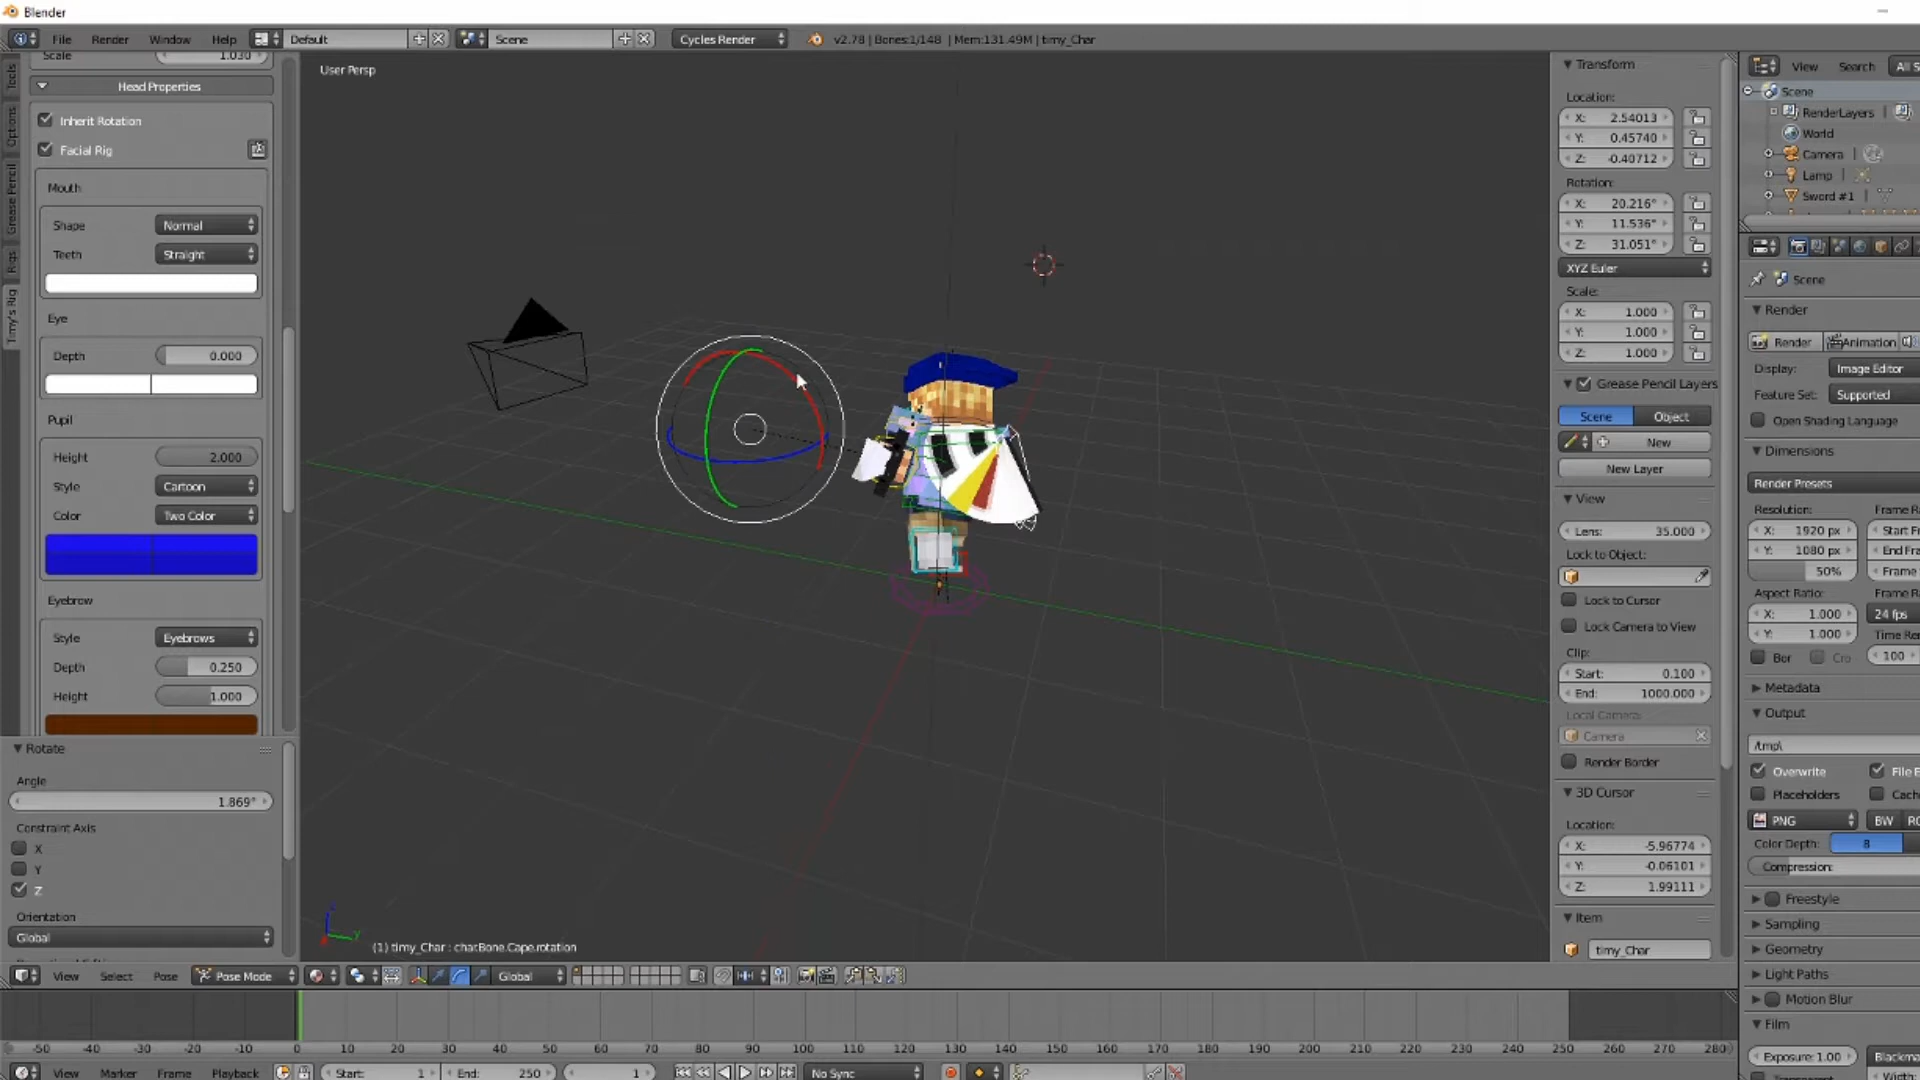 Blender
File Render Window Help Default Scene Cycles Render v2.78 | Bones:1/148 | Mem:131.49M | timy_Char
Tools
Options
Grease Pencil
Rigs
Timy's Rig
Scale 1.030
Head Properties
Inherit Rotation
Facial Rig
Mouth
Shape Normal
Teeth Straight
Eye
Depth 0.000
Pupil
Height 2.000
Style Cartoon
Color Two Color
Eyebrow
Style Eyebrows
Depth 0.250
Height 1.000
Rotate
Angle
1.869°
Constraint Axis
X
Y
Z
Orientation
Global
User Persp
(1) timy_Char : char.Bone.Cape.rotation
View Select Pose Pose Mode Global
Transform
Location:
X: 2.54013
Y: 0.45740
Z: -0.40712
Rotation:
X: 20.216°
Y: 11.536°
Z: 31.051°
XYZ Euler
Scale:
X: 1.000
Y: 1.000
Z: 1.000
Grease Pencil Layers
Scene Object
New
New Layer
View
Lens: 35.000
Lock to Object:
Lock to Cursor
Lock Camera to View
Clip:
Start: 0.100
End: 1000.000
Local Camera:
Camera
Render Border
3D Cursor
Location:
X: -5.96774
Y: -0.06101
Z: 1.99111
Item
timy_Char
View Search All S
Scene
RenderLayers
World
Camera
Lamp
Sword #1
Scene
Render
Render Animation
Display: Image Editor
Feature Set: Supported
Open Shading Language
Dimensions
Render Presets
Resolution: Frame R
X: 1920 px Start F
Y: 1080 px End Fr
50% Frame
Aspect Ratio: Frame R
X: 1.000 24 fps
Y: 1.000 Time Re
Bor Cro 100
Metadata
Output
/tmp\
Overwrite File E
Placeholders Cach
PNG BW RG
Color Depth: 8
Compression:
Freestyle
Sampling
Geometry
Light Paths
Motion Blur
Film
Exposure: 1.00 Blackma
-50 -40 -30 -20 -10 0 10 20 30 40 50 60 70 80 90 100 110 120 130 140 150 160 170 180 190 200 210 220 230 240 250 260 270 280
View Marker Frame Playback Start: 1 End: 250 1 No Sync